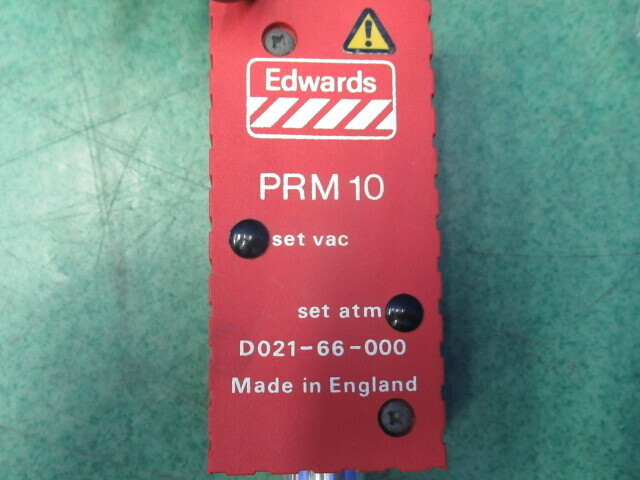 Edwards
PRM 10
set vac
set atm
D021-66-000
Made in England